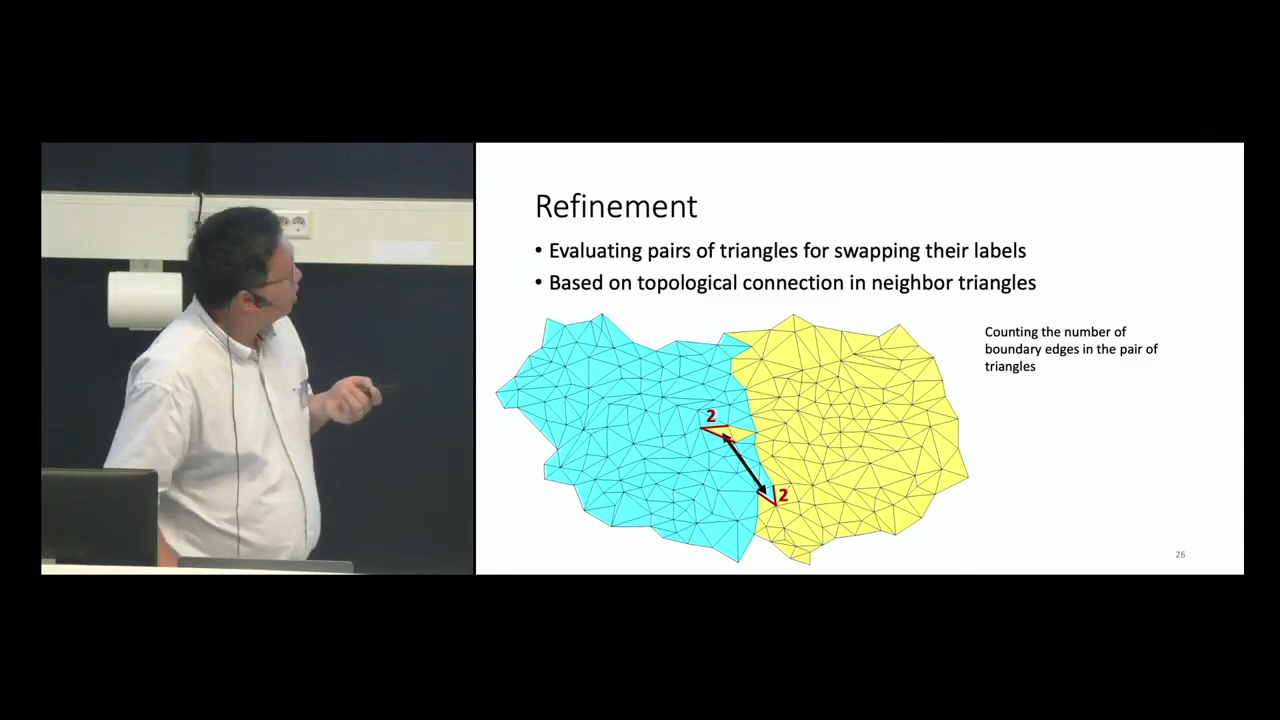 Refinement
• Evaluating pairs of triangles for swapping their labels
• Based on topological connection in neighbor triangles
Counting the number of
boundary edges in the pair of
triangles
2
2
26